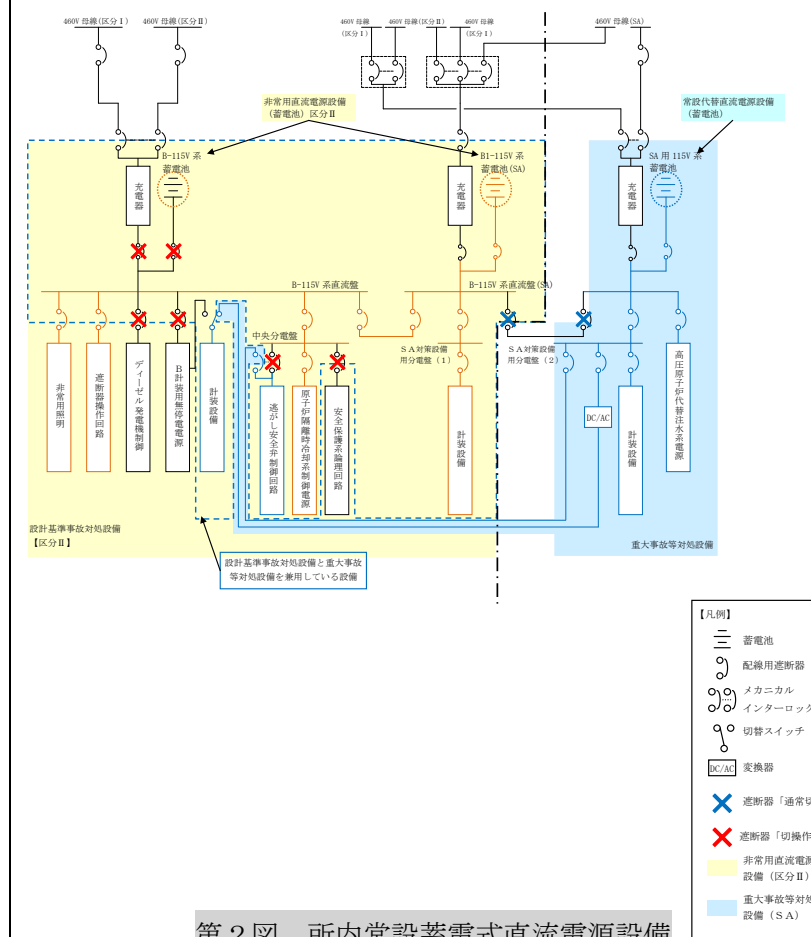 460V 母線(区分Ⅰ)
460V 母線(区分Ⅱ)
460V 母線
(区分Ⅰ)
460V 母線(区分Ⅱ)
460V 母線
(区分Ⅰ)
460V 母線(SA)
非常用直流電源設備
(蓄電池)区分Ⅱ
常設代替直流電源設備
(蓄電池)
B-115V 系
蓄電池
B1-115V 系
蓄電池(SA)
SA 用 115V 系
蓄電池
充電器
充電器
充電器
B-115V 系直流盤
B-115V 系直流盤(SA)
中央分電盤
SA対策設備
用分電盤(1)
SA対策設備
用分電盤(2)
非常用照明
遮断器操作回路
ディーゼル発電機制御
B計装用無停電電源
計装設備
逃がし安全弁制御回路
原子炉隔離時冷却系制御電源
安全保護系論理回路
計装設備
DC/AC
計装設備
高圧原子炉代替注水系電源
設計基準事故対処設備
【区分Ⅱ】
設計基準事故対処設備と重大事故
等対処設備を兼用している設備
重大事故等対処設備
【凡例】
蓄電池
配線用遮断器
メカニカル
インターロック
切替スイッチ
DC/AC 変換器
遮断器「通常切
遮断器「切操作
非常用直流電源
設備(区分Ⅱ)
重大事故等対処
設備(SA)
第2図 所内常設蓄電式直流電源設備